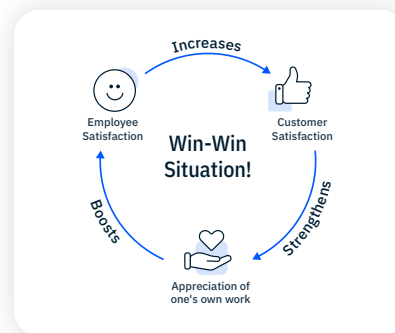 Increases
Employee
Satisfaction
Customer
Satisfaction
Win-Win
Situation!
Boosts
Strengthens
Appreciation of
one's own work